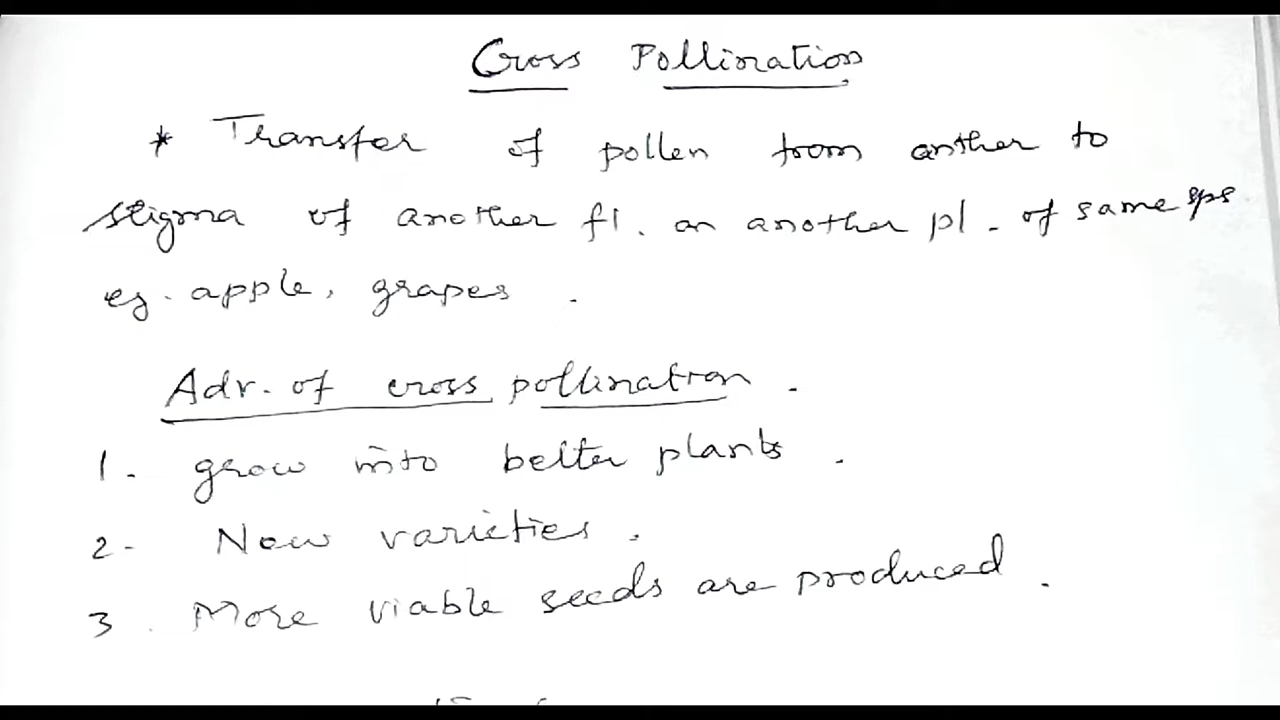 Cross Pollination
* Transfer of pollen from anther to
stigma of another fl. on another pl. of same sps
eg. apple, grapes.
Adv. of cross pollination.
1. grow into better plants.
2- New varieties.
3. More viable seeds are produced.